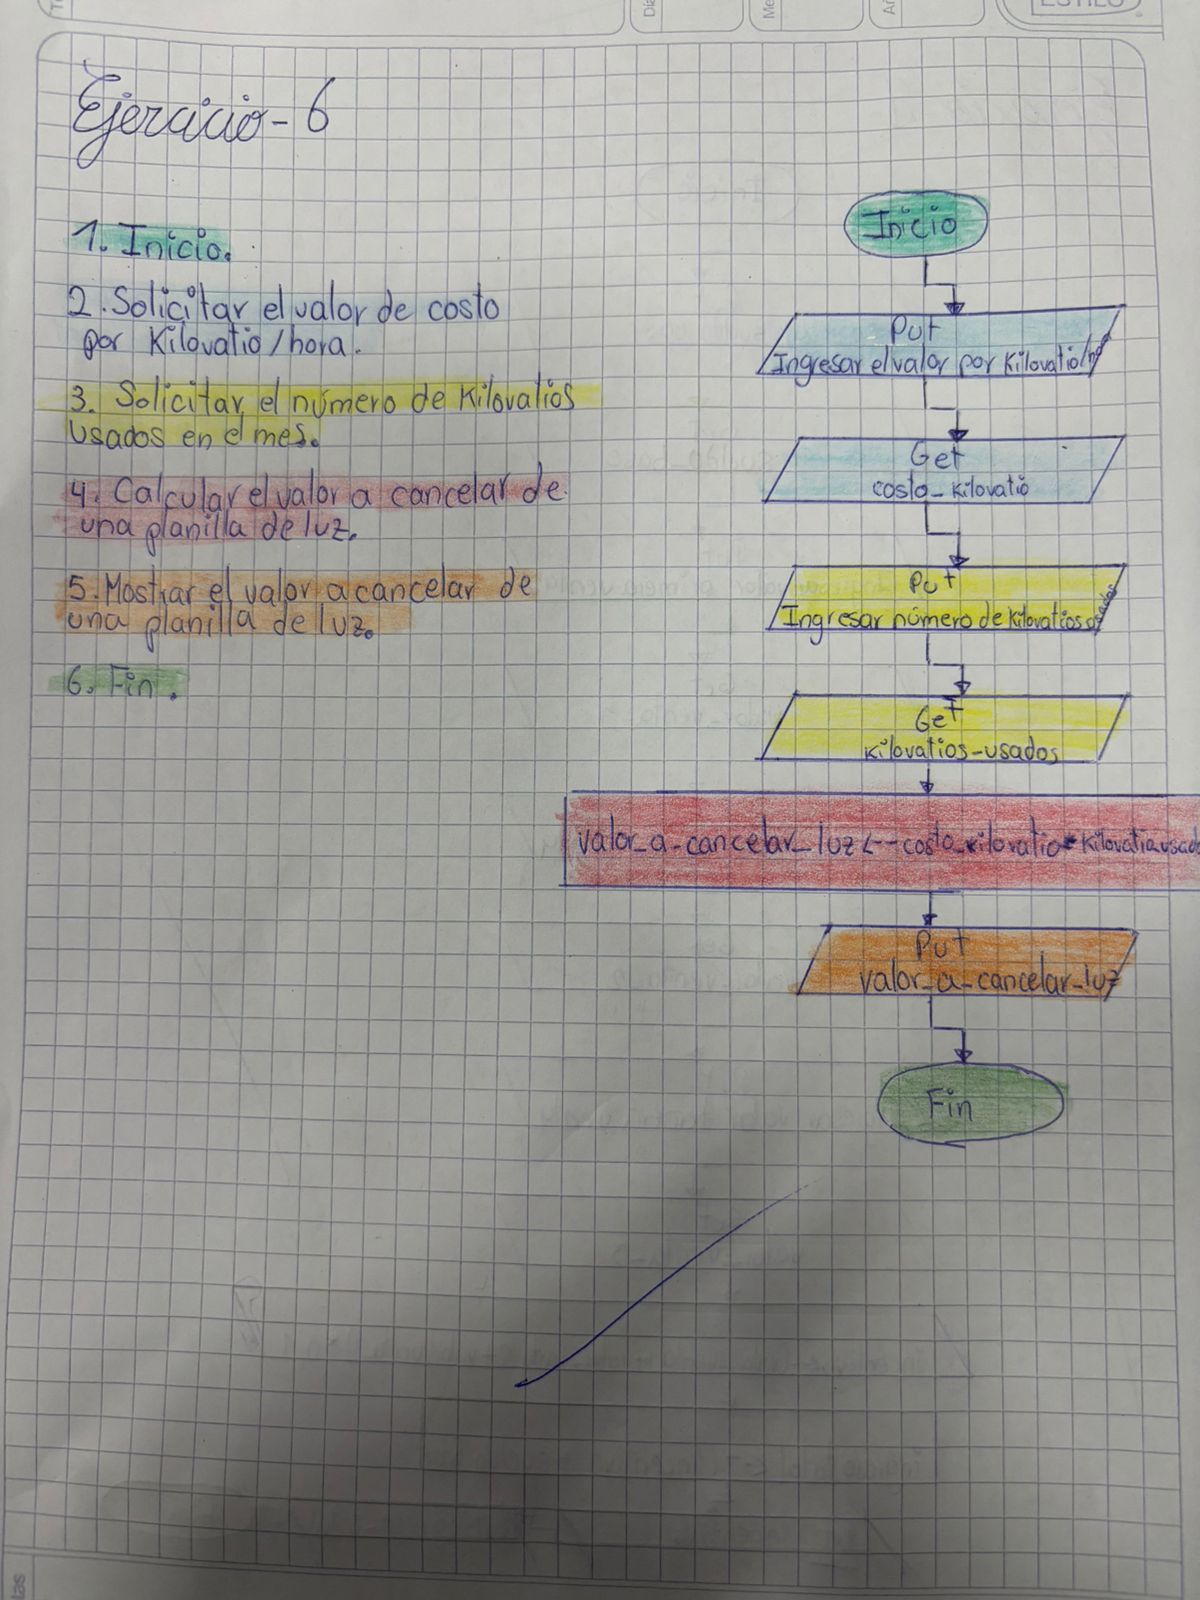 ESTILO
Ejercicio - 6
1. Inicio.
2. Solicitar el valor de costo
por Kilovatio/hora.
3. Solicitar el número de Kilovatios
usados en el mes.
4. Calcular el valor a cancelar de
una planilla de luz.
5. Mostrar el valor a cancelar de
una planilla de luz.
6. Fin.
Inicio
Put
Ingresar el valor por Kilovatio/
Get
costo_kilovatio
Put
Ingresar número de Kilovatios usados
Get
kilovatios-usados
valor_a-cancelar_luz <-- costo_kilovatio * Kilovatio
Put
valor_a-cancelar-luz
Fin